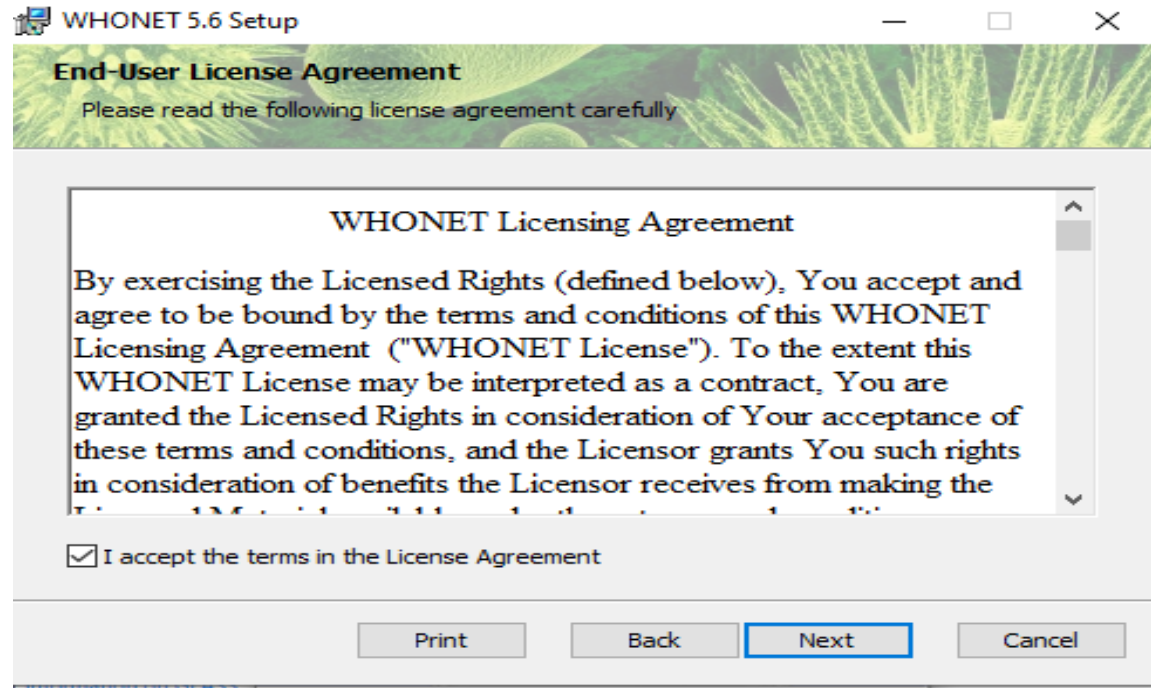 WHONET 5.6 Setup
End-User License Agreement
Please read the following license agreement carefully
WHONET Licensing Agreement
By exercising the Licensed Rights (defined below), You accept and
agree to be bound by the terms and conditions of this WHONET
Licensing Agreement ("WHONET License"). To the extent this
WHONET License may be interpreted as a contract, You are
granted the Licensed Rights in consideration of Your acceptance of
these terms and conditions, and the Licensor grants You such rights
in consideration of benefits the Licensor receives from making the
I accept the terms in the License Agreement
Print Back Next Cancel